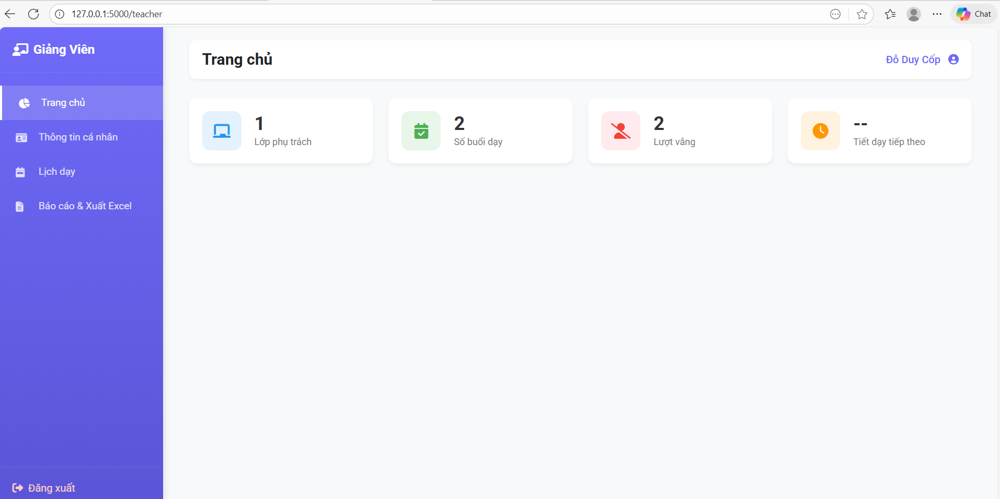 127.0.0.1:5000/teacher
Chat
Giảng Viên
Trang chủ
Thông tin cá nhân
Lịch dạy
Báo cáo & Xuất Excel
Đăng xuất
Trang chủ
Đỗ Duy Cốp
1
Lớp phụ trách
2
Số buổi dạy
2
Lượt vắng
--
Tiết dạy tiếp theo